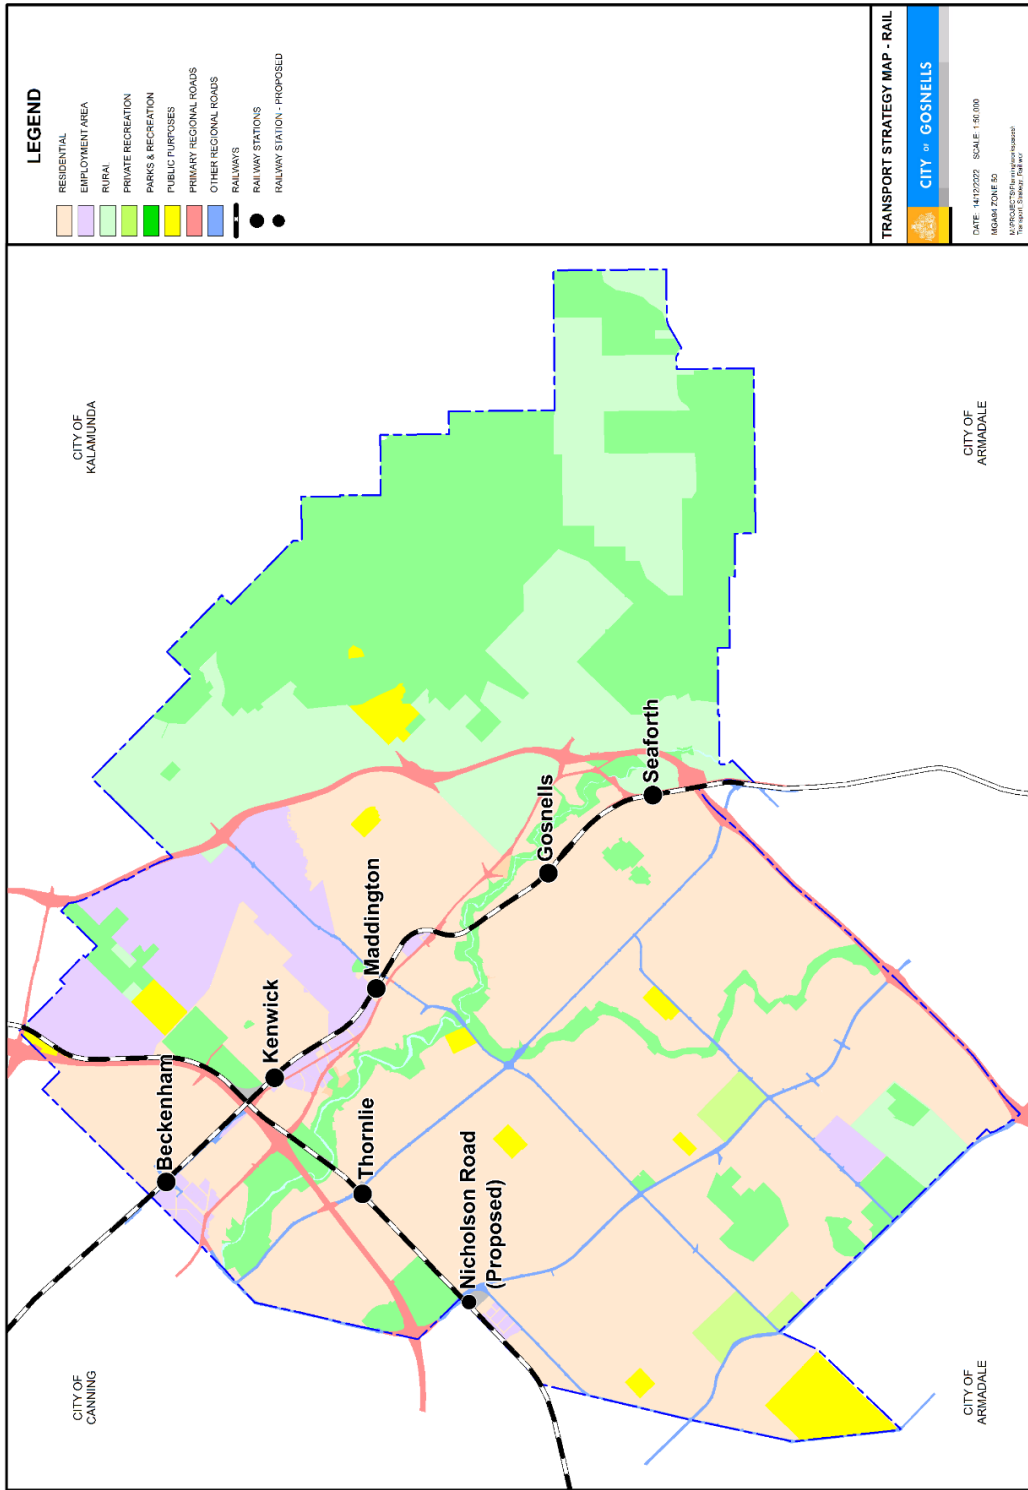 LEGEND
RESIDENTIAL
EMPLOYMENT AREA
RURAL
PRIVATE RECREATION
PARKS & RECREATION
PUBLIC PURPOSES
PRIMARY REGIONAL ROADS
OTHER REGIONAL ROADS
RAILWAYS
RAILWAY STATIONS
RAILWAY STATION - PROPOSED
TRANSPORT STRATEGY MAP - RAIL
CITY OF GOSNELLS
DATE: 14/12/2022 SCALE: 1:50,000
MGA94 ZONE 50
CITY OF
KALAMUNDA
CITY OF
ARMADALE
CITY OF
CANNING
CITY OF
ARMADALE
Beckenham
Kenwick
Maddington
Gosnells
Seaforth
Thornlie
Nicholson Road
(Proposed)